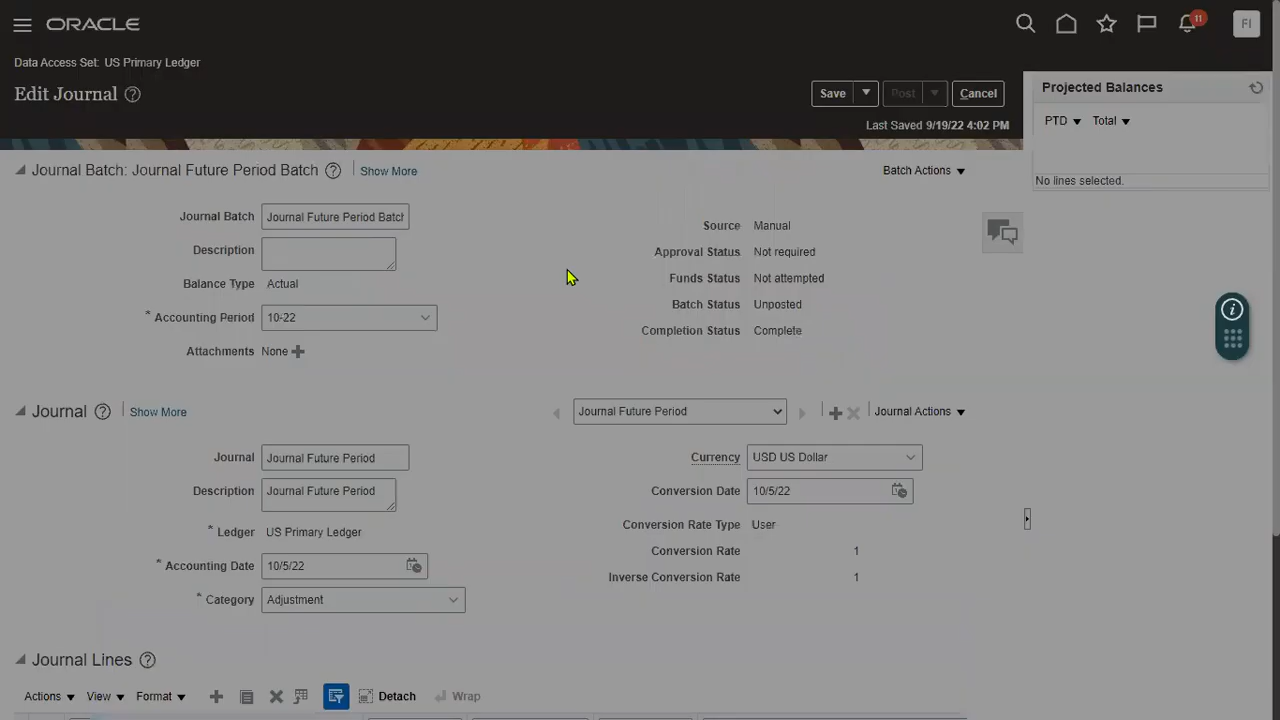 ORACLE
11
FI
Data Access Set: US Primary Ledger
Edit Journal
Save
Post
Cancel
Last Saved 9/19/22 4:02 PM
Projected Balances
PTD
Total
No lines selected.
Journal Batch: Journal Future Period Batch
Show More
Batch Actions
Journal Batch Journal Future Period Batch
Description
Balance Type Actual
* Accounting Period 10-22
Attachments None
Source Manual
Approval Status Not required
Funds Status Not attempted
Batch Status Unposted
Completion Status Complete
Journal
Show More
Journal Future Period
Journal Actions
Journal Journal Future Period
Description Journal Future Period
* Ledger US Primary Ledger
* Accounting Date 10/5/22
* Category Adjustment
Currency USD US Dollar
Conversion Date 10/5/22
Conversion Rate Type User
Conversion Rate 1
Inverse Conversion Rate 1
Journal Lines
Actions View Format Detach Wrap